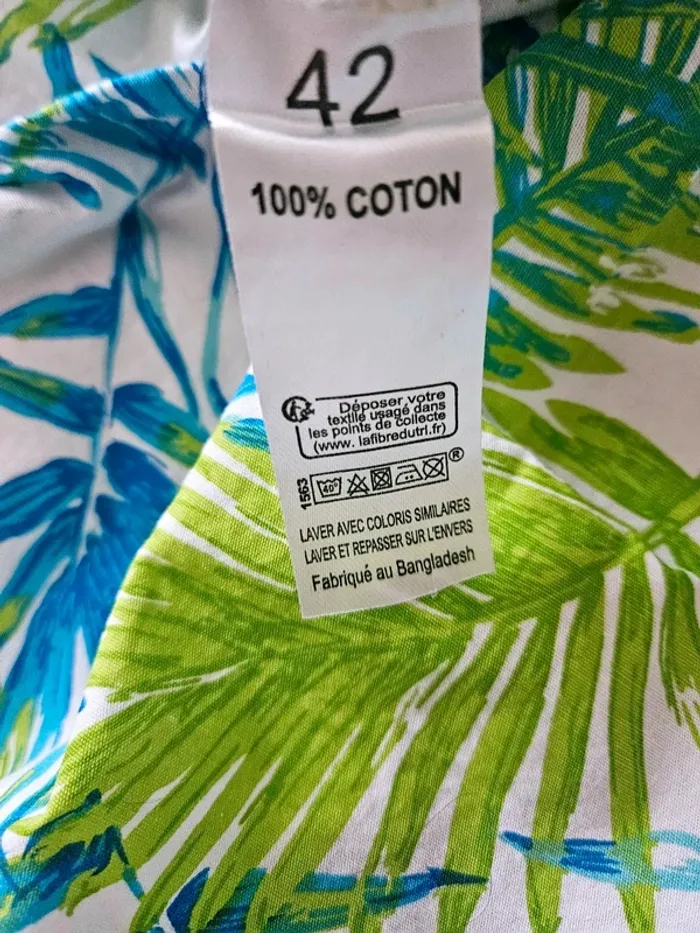 42
100% COTON
Déposer votre
textile usagé dans
les points de collecte
(www. lafibredutri.fr)
1563
40°
®
LAVER AVEC COLORIS SIMILAIRES
LAVER ET REPASSER SUR L'ENVERS
Fabriqué au Bangladesh